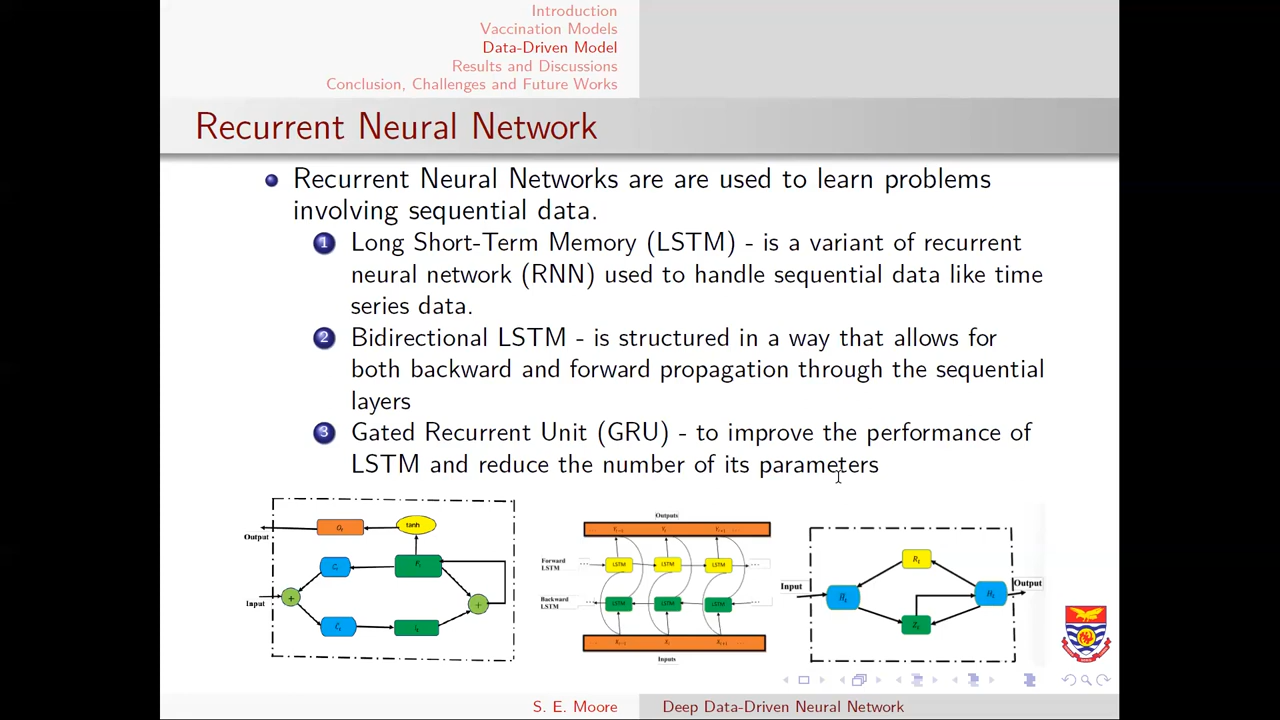 Introduction
Vaccination Models
Data-Driven Model
Results and Discussions
Conclusion, Challenges and Future Works
Recurrent Neural Network
Recurrent Neural Networks are are used to learn problems
involving sequential data.
1 Long Short-Term Memory (LSTM) - is a variant of recurrent
neural network (RNN) used to handle sequential data like time
series data.
2 Bidirectional LSTM - is structured in a way that allows for
both backward and forward propagation through the sequential
layers
3 Gated Recurrent Unit (GRU) - to improve the performance of
LSTM and reduce the number of its parameters
tanh
Output
Input
Outputs
Forward
LSTM
LSTM LSTM LSTM
Backward
LSTM
LSTM LSTM LSTM
Inputs
Input
Output
S. E. Moore
Deep Data-Driven Neural Network